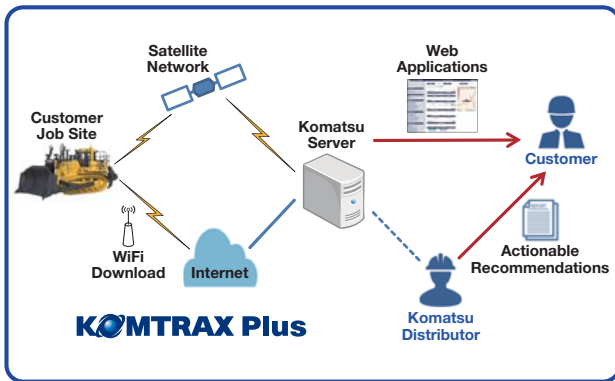 Satellite
Network
Web
Applications
Customer
Job Site
Komatsu
Server
Customer
WiFi
Download
Internet
REPORT
Actionable
Recommendations
KOMTRAX Plus
Komatsu
Distributor